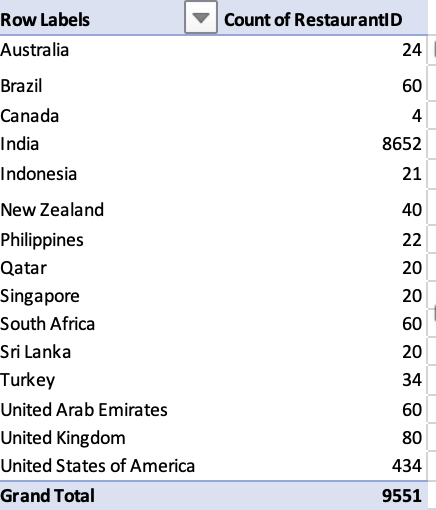 Row Labels Count of RestaurantID
Australia 24
Brazil 60
Canada 4
India 8652
Indonesia 21
New Zealand 40
Philippines 22
Qatar 20
Singapore 20
South Africa 60
Sri Lanka 20
Turkey 34
United Arab Emirates 60
United Kingdom 80
United States of America 434
Grand Total 9551